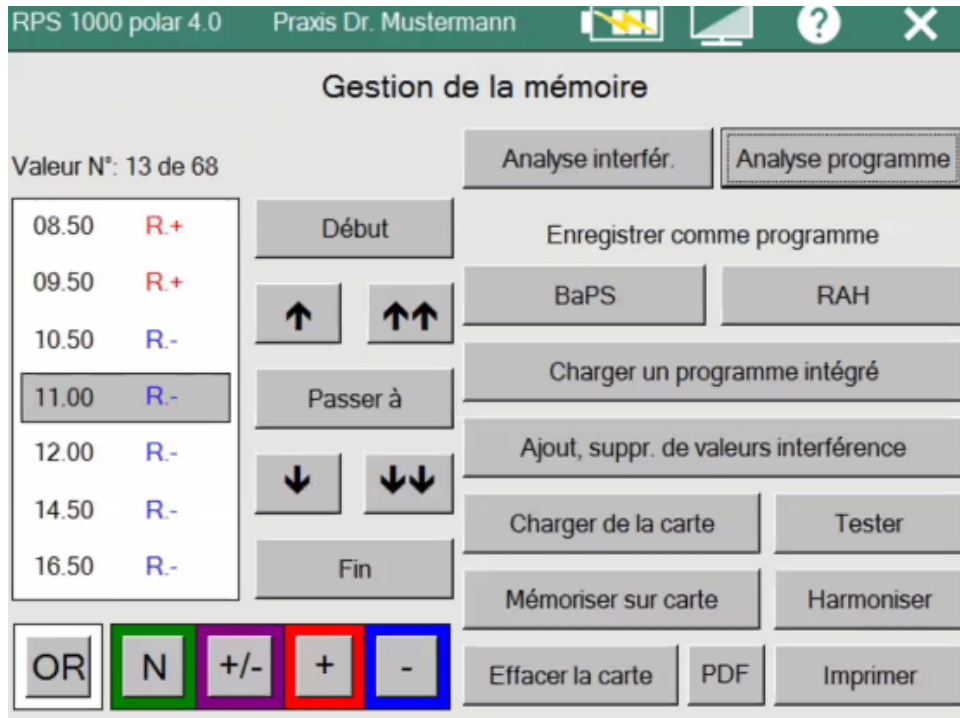 RPS 1000 polar 4.0 Praxis Dr. Mustermann ?
Gestion de la mémoire
Valeur N°: 13 de 68
Analyse interfér. Analyse programme
08.50 R.+
09.50 R.+
10.50 R.-
11.00 R.-
12.00 R.-
14.50 R.-
16.50 R.-
Début
Passer à
Fin
Enregistrer comme programme
BaPS RAH
Charger un programme intégré
Ajout, suppr. de valeurs interférence
Charger de la carte Tester
Mémoriser sur carte Harmoniser
Effacer la carte PDF Imprimer
OR N +/- + -